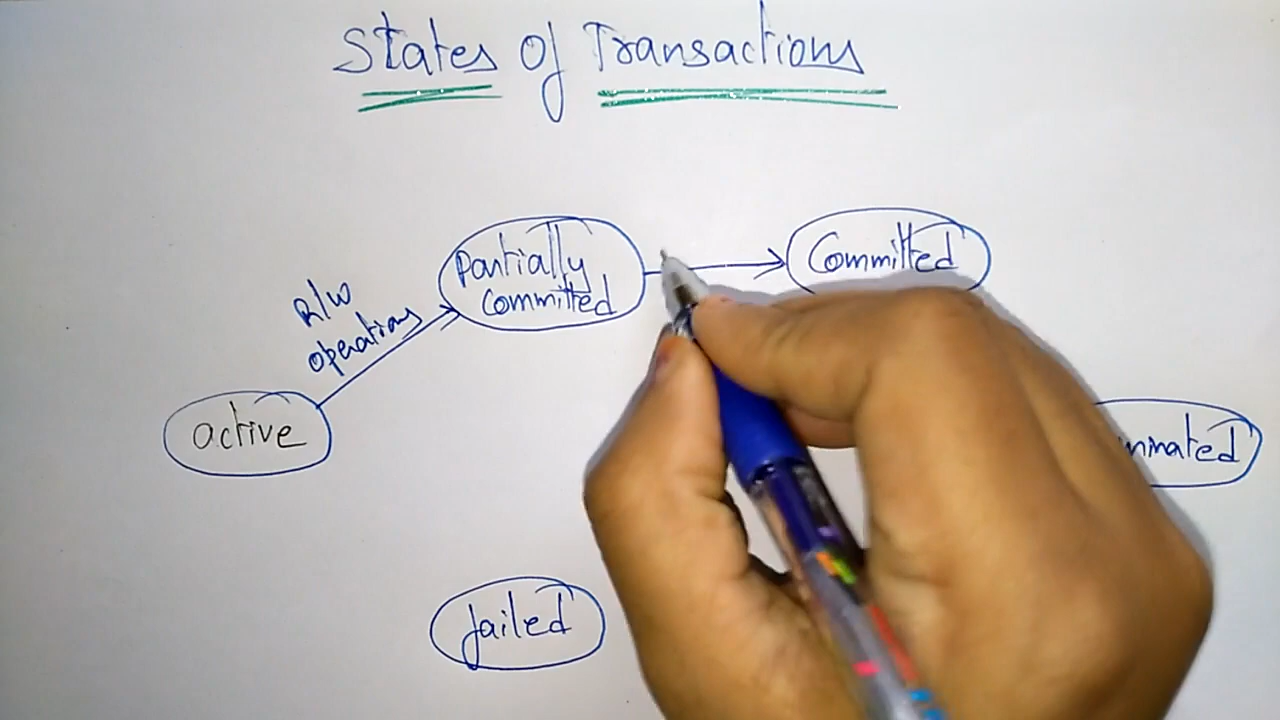 States of Transactions
Partially
Committed
Committed
R/W
operations
active
failed